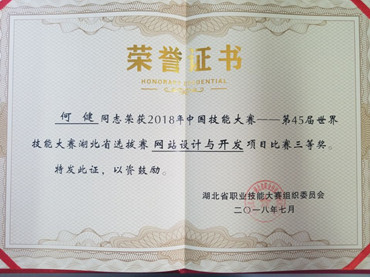 荣誉证书
HONORARY CREDENTIAL
何健 同志荣获2018年中国技能大赛——第45届世界
技能大赛湖北省选拔赛 网站设计与开发 项目比赛三等奖。
特发此证，以资鼓励。
湖北省职业技能大赛组织委员会
二〇一八年七月